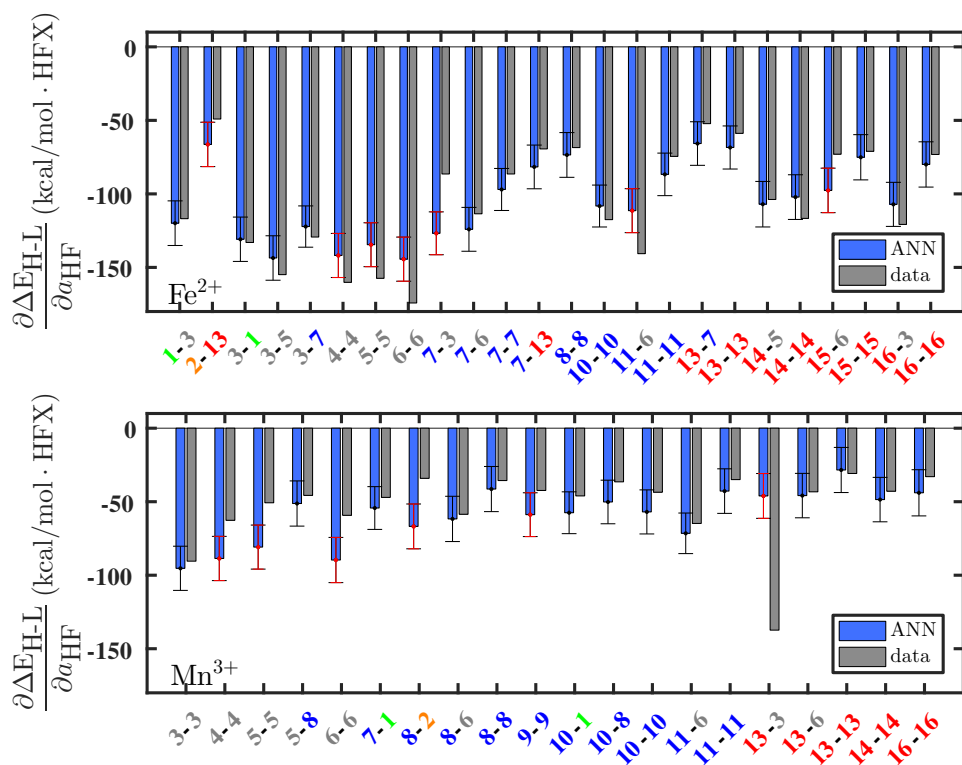 0
-50
-100
-150
∂ΔE_H-L / ∂a_HF (kcal/mol · HFX)
Fe²⁺
ANN
data
1-3 2-13 3-1 3-5 3-7 4-4 5-5 6-6 7-3 7-6 7-7 7-13 8-8 10-10 11-6 11-11 13-7 13-13 14-5 14-14 15-6 15-15 16-3 16-16
0
-50
-100
-150
∂ΔE_H-L / ∂a_HF (kcal/mol · HFX)
Mn³⁺
ANN
data
3-3 4-4 5-5 5-8 6-6 7-1 8-2 8-6 8-8 9-9 10-1 10-8 10-10 11-6 11-11 13-3 13-6 13-13 14-14 16-16